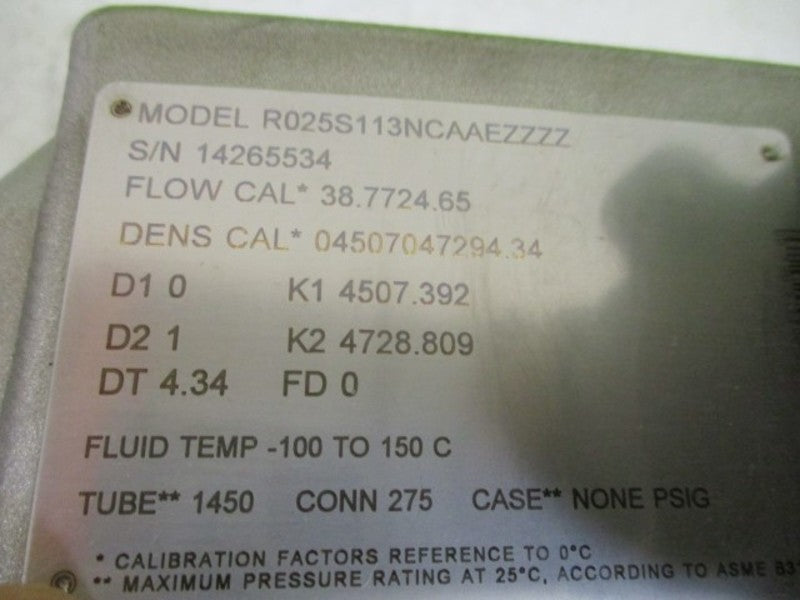 MODEL R025S113NCAAEZZZZ
S/N 14265534
FLOW CAL* 38.7724.65
DENS CAL* 04507047294.34
D1 0 K1 4507.392
D2 1 K2 4728.809
DT 4.34 FD 0
FLUID TEMP -100 TO 150 C
TUBE** 1450 CONN 275 CASE** NONE PSIG
* CALIBRATION FACTORS REFERENCE TO 0°C
** MAXIMUM PRESSURE RATING AT 25°C, ACCORDING TO ASME